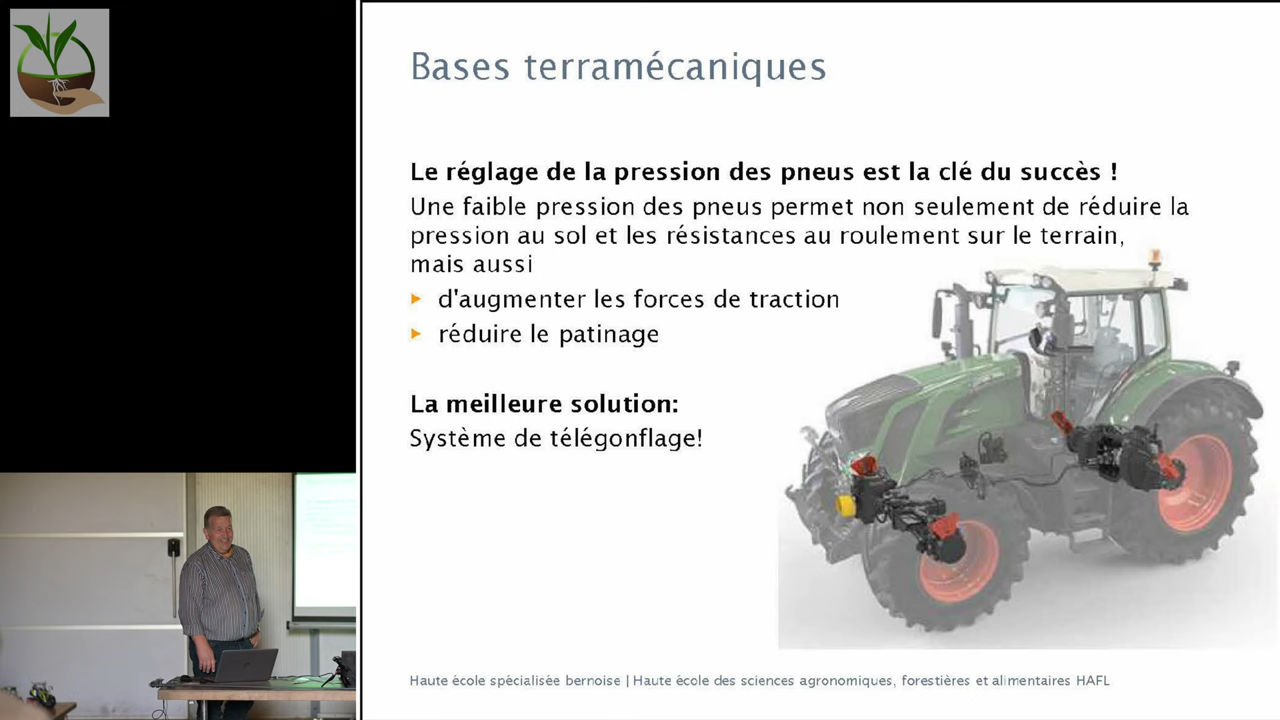 Bases terramécaniques
Le réglage de la pression des pneus est la clé du succès !
Une faible pression des pneus permet non seulement de réduire la
pression au sol et les résistances au roulement sur le terrain,
mais aussi
d'augmenter les forces de traction
réduire le patinage
La meilleure solution:
Système de télégonflage!
Haute école spécialisée bernoise | Haute école des sciences agronomiques, forestières et alimentaires HAFL